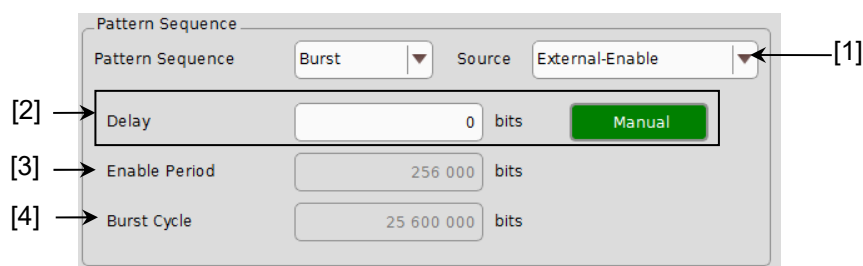 Pattern Sequence
Pattern Sequence Burst Source External-Enable [1]
[2] Delay 0 bits Manual
[3] Enable Period 256 000 bits
[4] Burst Cycle 25 600 000 bits